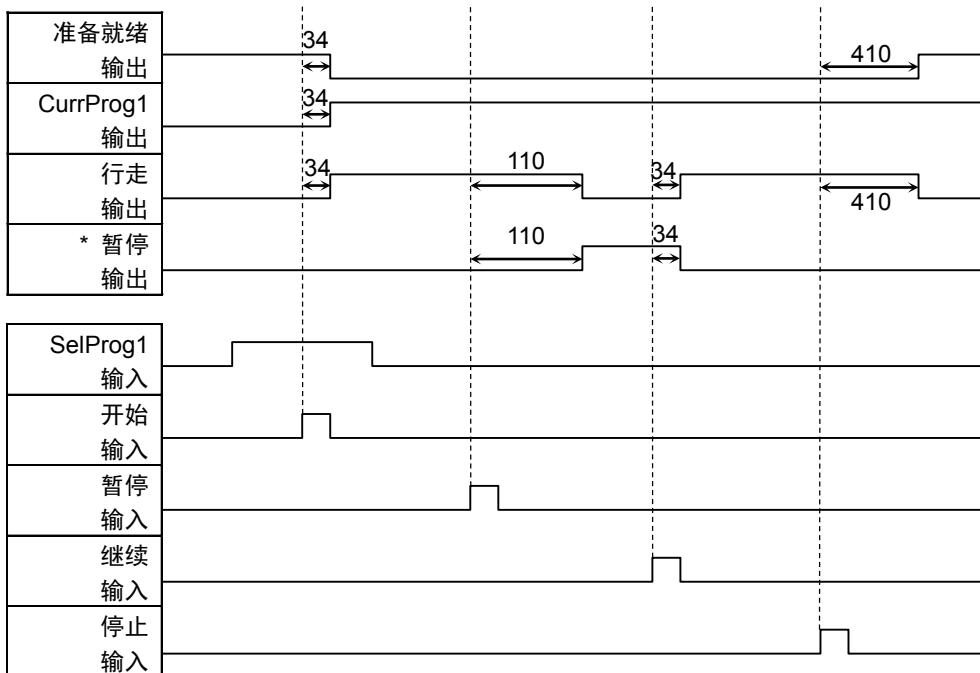 准备就绪
输出
34
410
CurrProg1
输出
34
行走
输出
34
110
34
410
* 暂停
输出
110
34
SelProg1
输入
开始
输入
暂停
输入
继续
输入
停止
输入